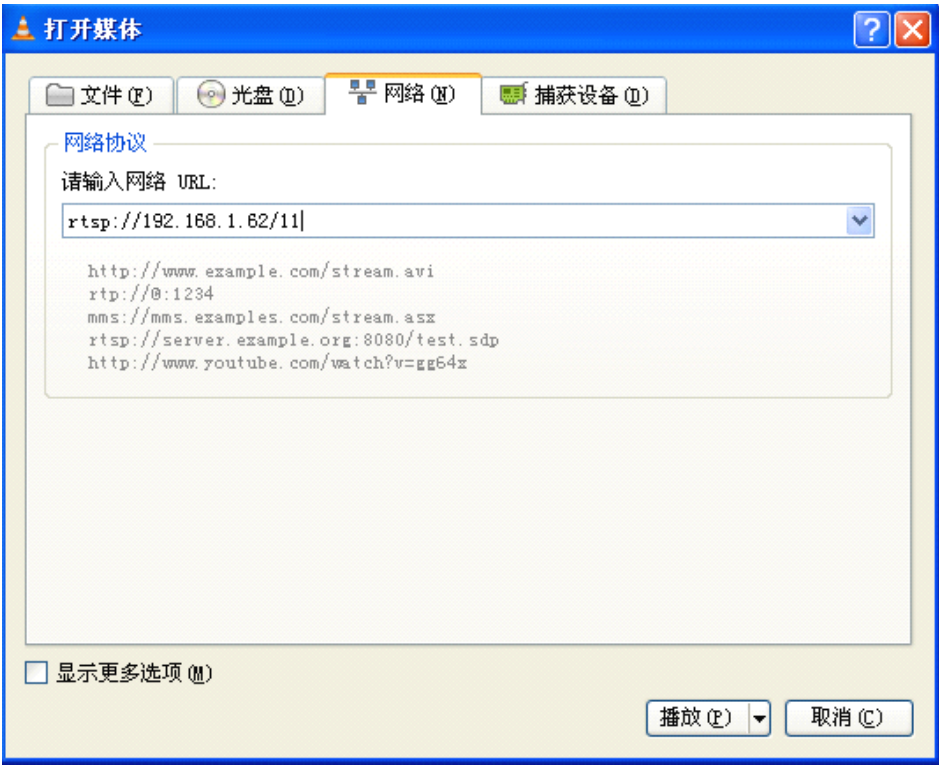 打开媒体
文件(F) 光盘(D) 网络(N) 捕获设备(D)
网络协议
请输入网络 URL:
rtsp://192.168.1.62/11
http://www.example.com/stream.avi
rtp://@:1234
mms://mms.examples.com/stream.asx
rtsp://server.example.org:8080/test.sdp
http://www.youtube.com/watch?v=gg64x
显示更多选项(M)
播放(P) 取消(C)